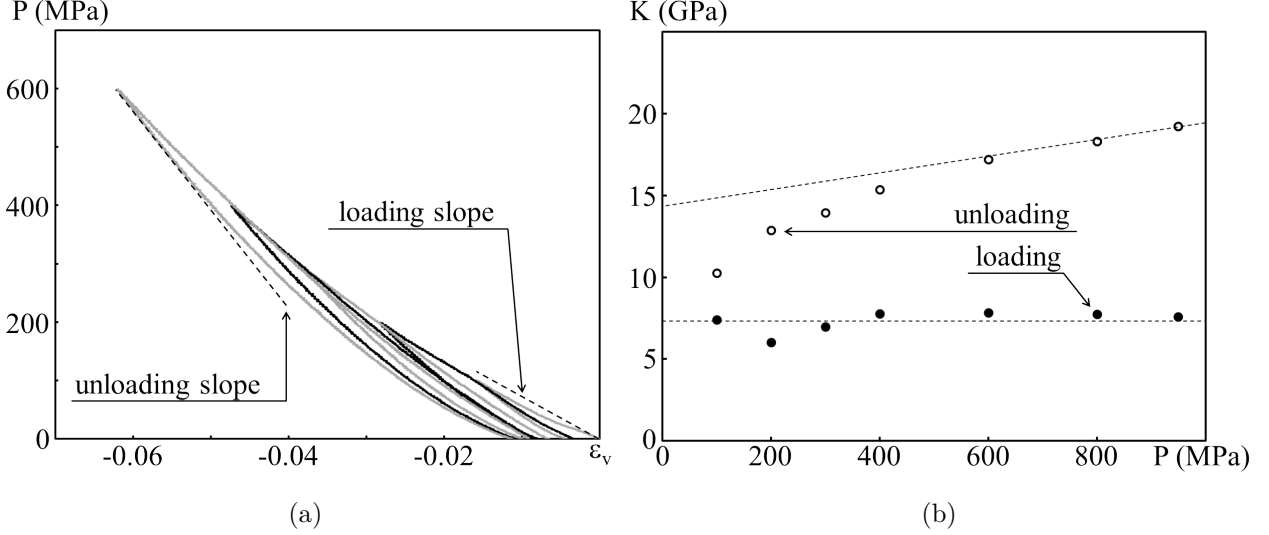 P (MPa)
600
400
200
0
-0.06
-0.04
-0.02
εv
loading slope
unloading slope
(a)
K (GPa)
20
15
10
5
0
0
200
400
600
800
P (MPa)
unloading
loading
(b)